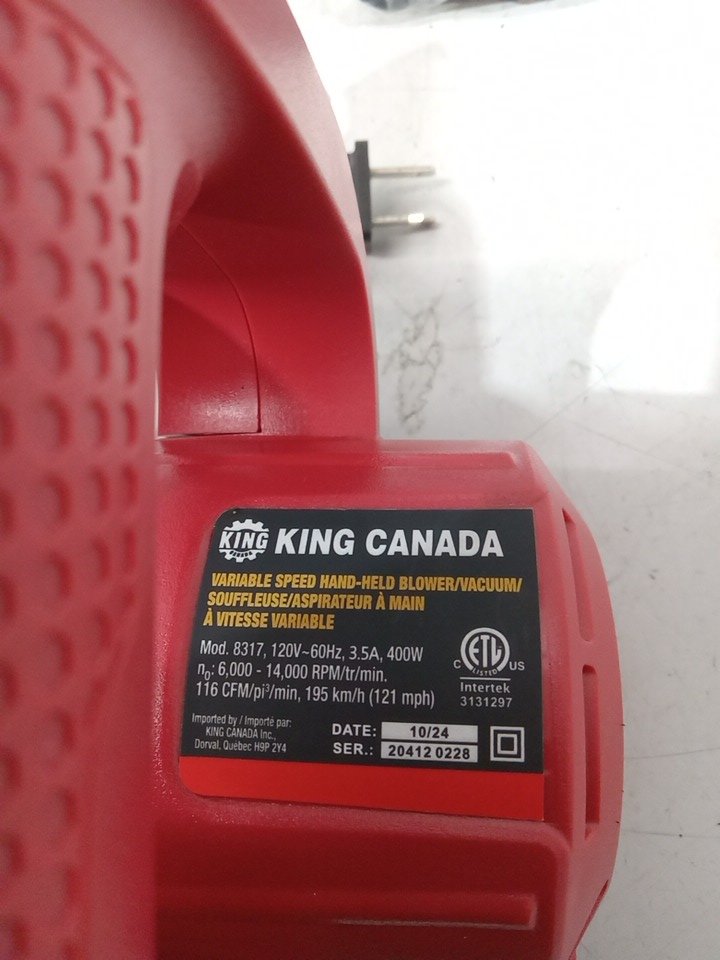 KING
CANADA
KING CANADA
VARIABLE SPEED HAND-HELD BLOWER/VACUUM/
SOUFFLEUSE/ASPIRATEUR À MAIN
À VITESSE VARIABLE
Mod. 8317, 120V~60Hz, 3.5A, 400W
n₀: 6,000 - 14,000 RPM/tr/min.
116 CFM/pi³/min, 195 km/h (121 mph)
C ETL US
LISTED
Intertek
3131297
Imported by / Importé par:
KING CANADA Inc.,
Dorval, Québec H9P 2Y4
DATE: 10/24
SER.: 20412 0228